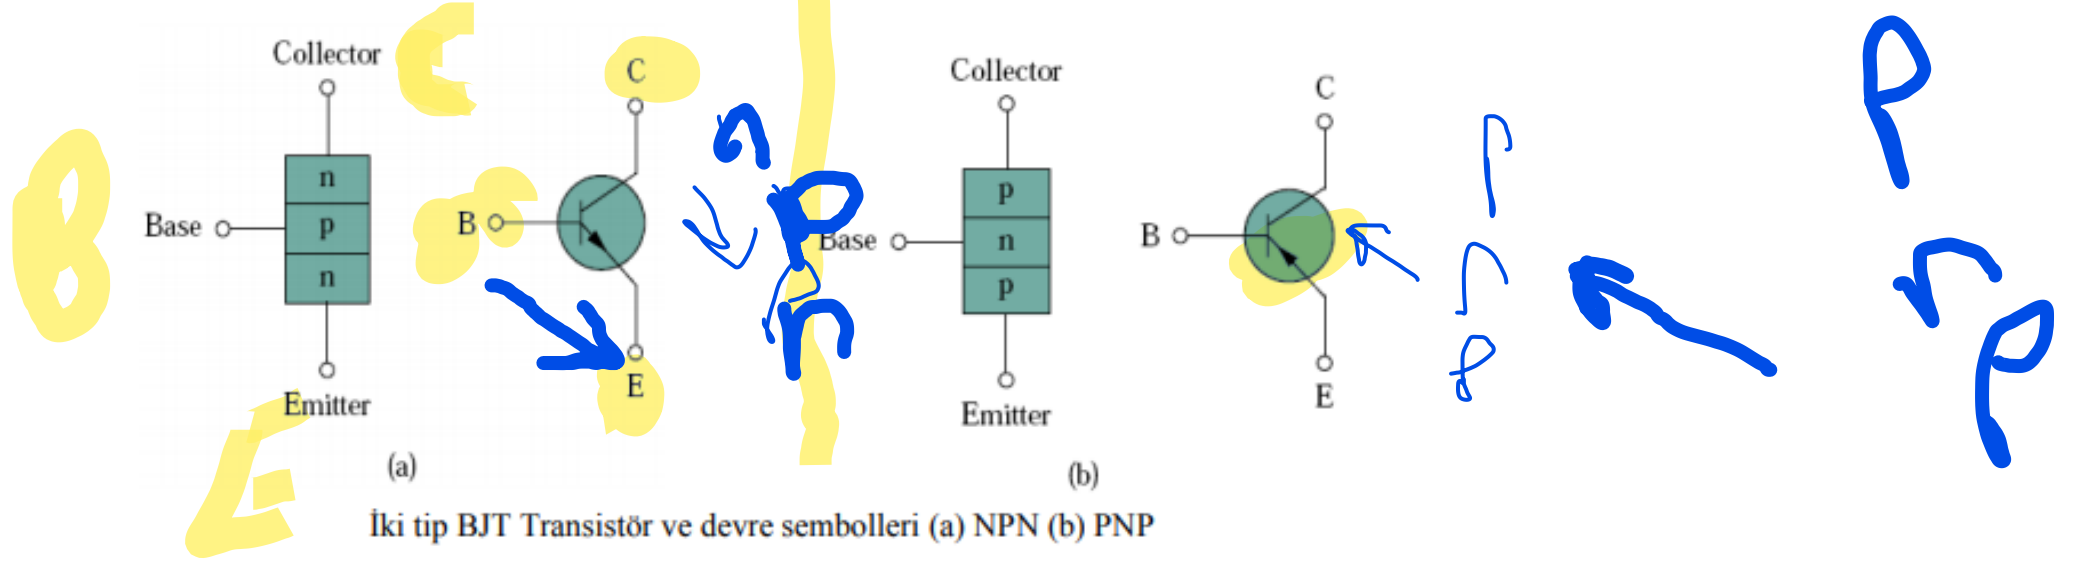 Collector
C
C
Collector
C
P
n
n
p
n
Base
B
B
p
n
n
P
n
Base
p
n
p
B
n
P
E
E
Emitter
E
Emitter
E
(a)
(b)
İki tip BJT Transistör ve devre sembolleri (a) NPN (b) PNP